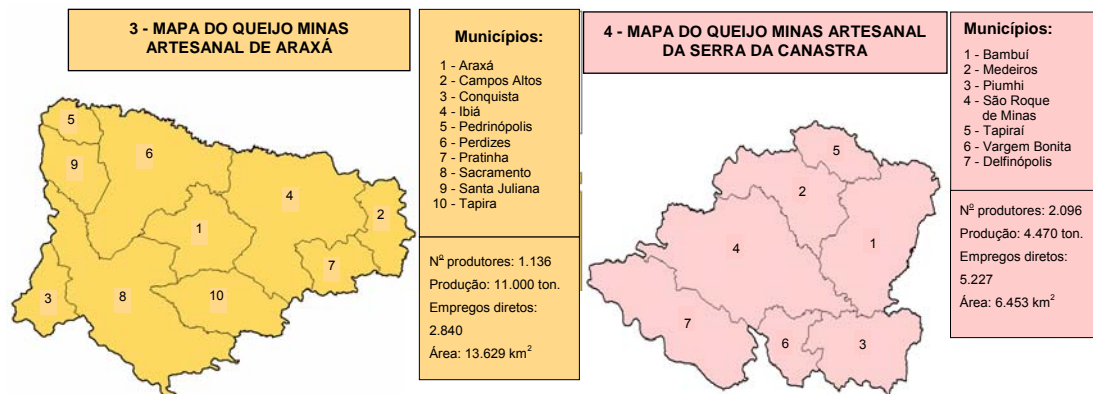 3 - MAPA DO QUEIJO MINAS
ARTESANAL DE ARAXÁ
Municípios:
1 - Araxá
2 - Campos Altos
3 - Conquista
4 - Ibiá
5 - Pedrinópolis
6 - Perdizes
7 - Pratinha
8 - Sacramento
9 - Santa Juliana
10 - Tapira
Nº produtores: 1.136
Produção: 11.000 ton.
Empregos diretos:
2.840
Área: 13.629 km²
5
6
9
4
2
1
7
10
8
3
4 - MAPA DO QUEIJO MINAS ARTESANAL
DA SERRA DA CANASTRA
Municípios:
1 - Bambuí
2 - Medeiros
3 - Piumhi
4 - São Roque
de Minas
5 - Tapiraí
6 - Vargem Bonita
7 - Delfinópolis
Nº produtores: 2.096
Produção: 4.470 ton.
Empregos diretos:
5.227
Área: 6.453 km²
5
2
4
1
7
6
3